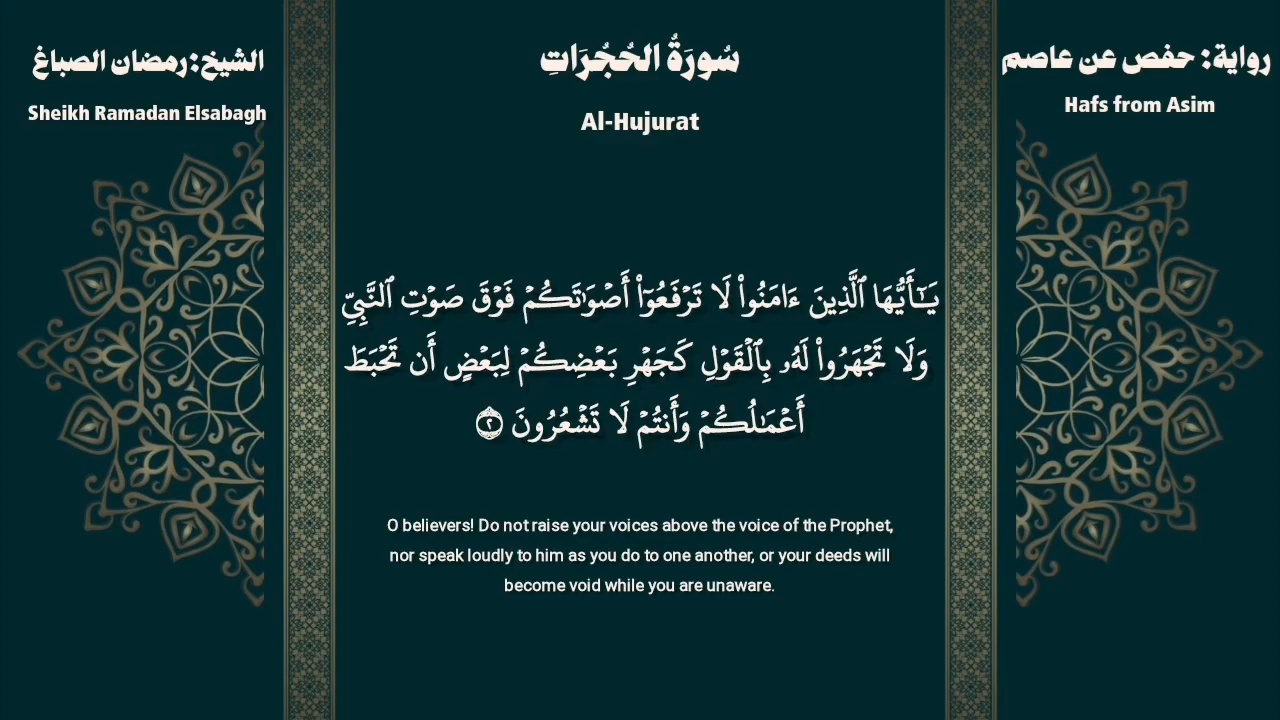 الشيخ:رمضان الصباغ
Sheikh Ramadan Elsabagh
سُورَةُ الحُجُرَاتِ
Al-Hujurat
رواية: حفص عن عاصم
Hafs from Asim
يَـٰٓأَيُّهَا ٱلَّذِينَ ءَامَنُوا۟ لَا تَرْفَعُوٓا۟ أَصْوَٰتَكُمْ فَوْقَ صَوْتِ ٱلنَّبِىِّ
وَلَا تَجْهَرُوا۟ لَهُۥ بِٱلْقَوْلِ كَجَهْرِ بَعْضِكُمْ لِبَعْضٍ أَن تَحْبَطَ
أَعْمَـٰلُكُمْ وَأَنتُمْ لَا تَشْعُرُونَ ٢
O believers! Do not raise your voices above the voice of the Prophet,
nor speak loudly to him as you do to one another, or your deeds will
become void while you are unaware.